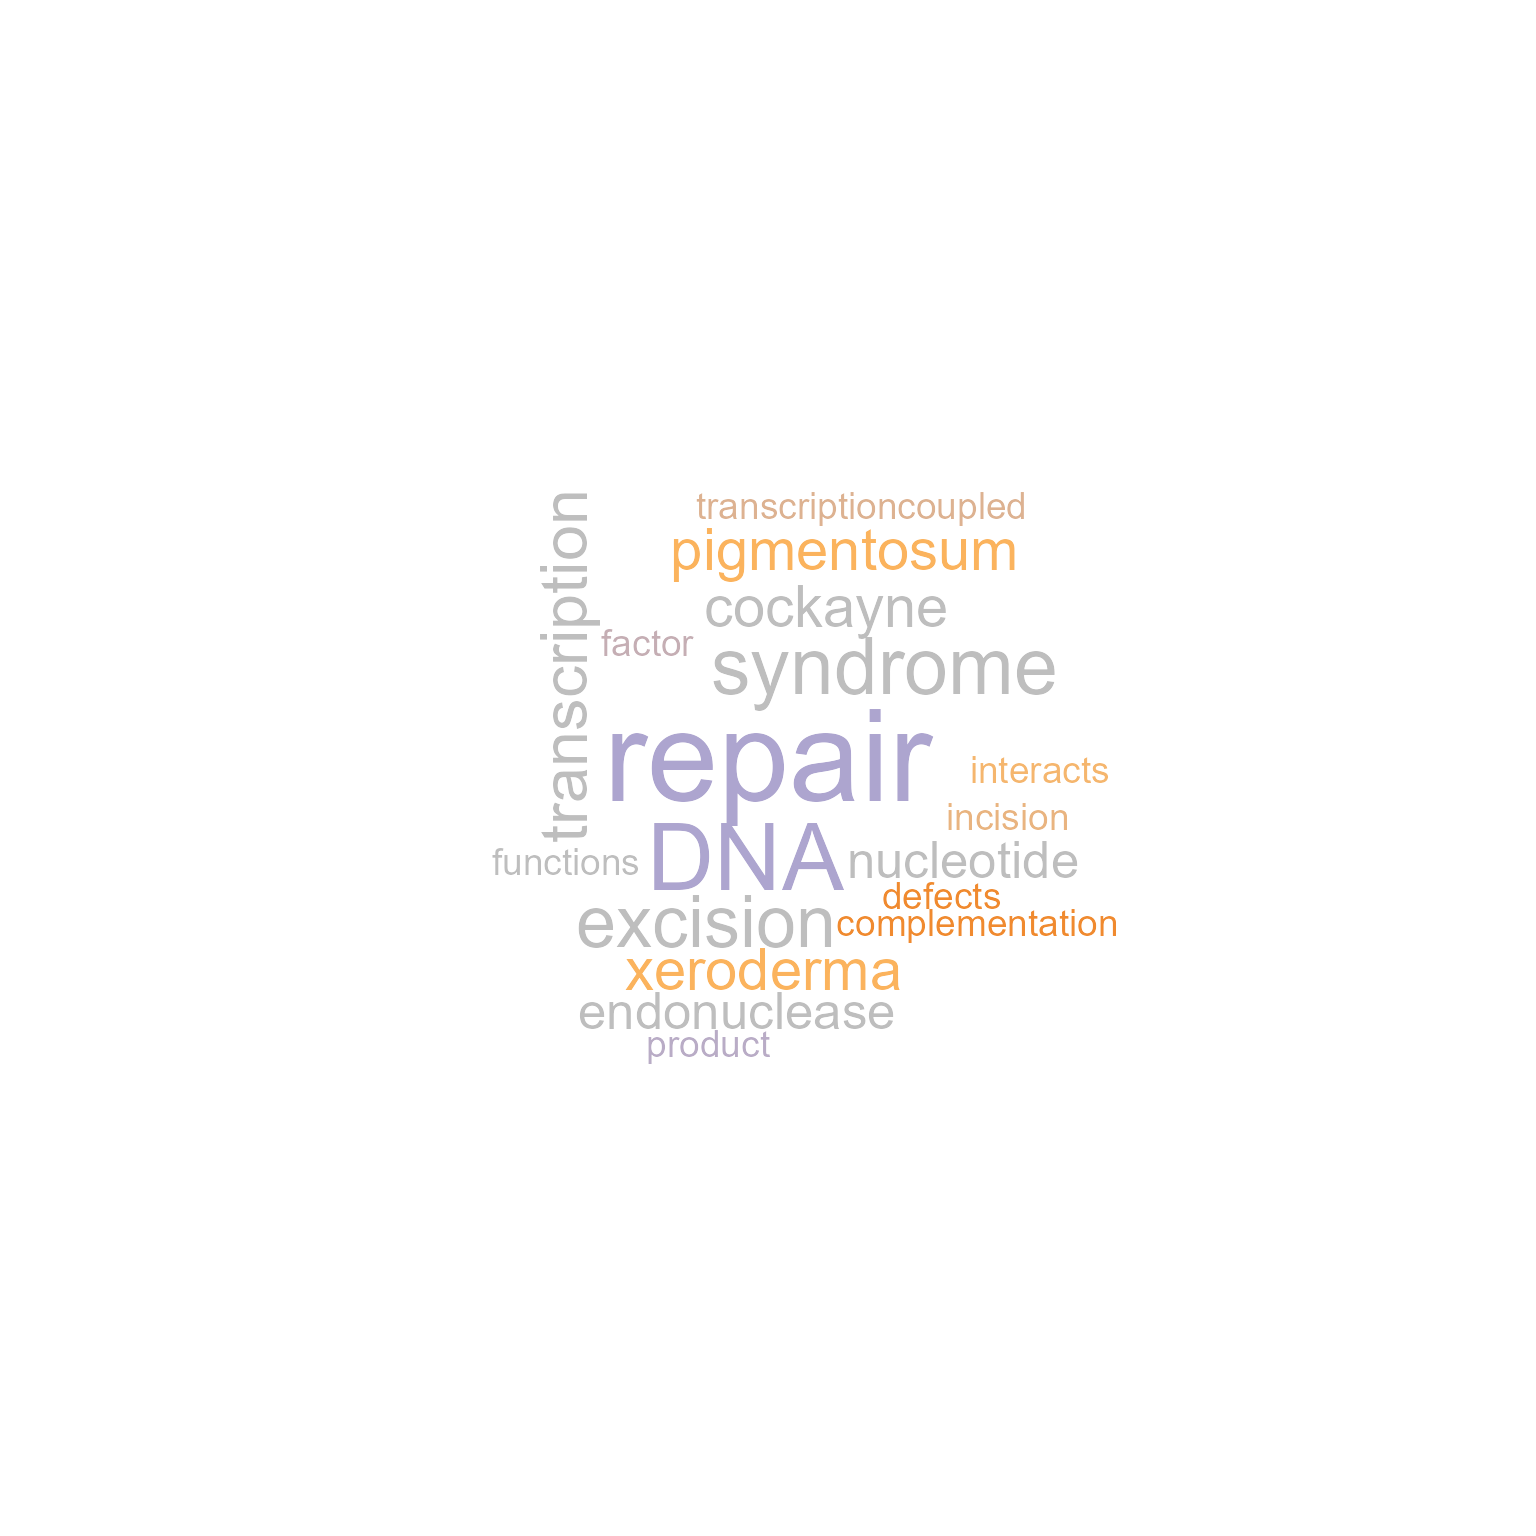 transcriptioncoupled
pigmentosum
cockayne
transcription
factor
syndrome
repair
interacts
incision
DNA
nucleotide
functions
defects
excision
complementation
xeroderma
endonuclease
product